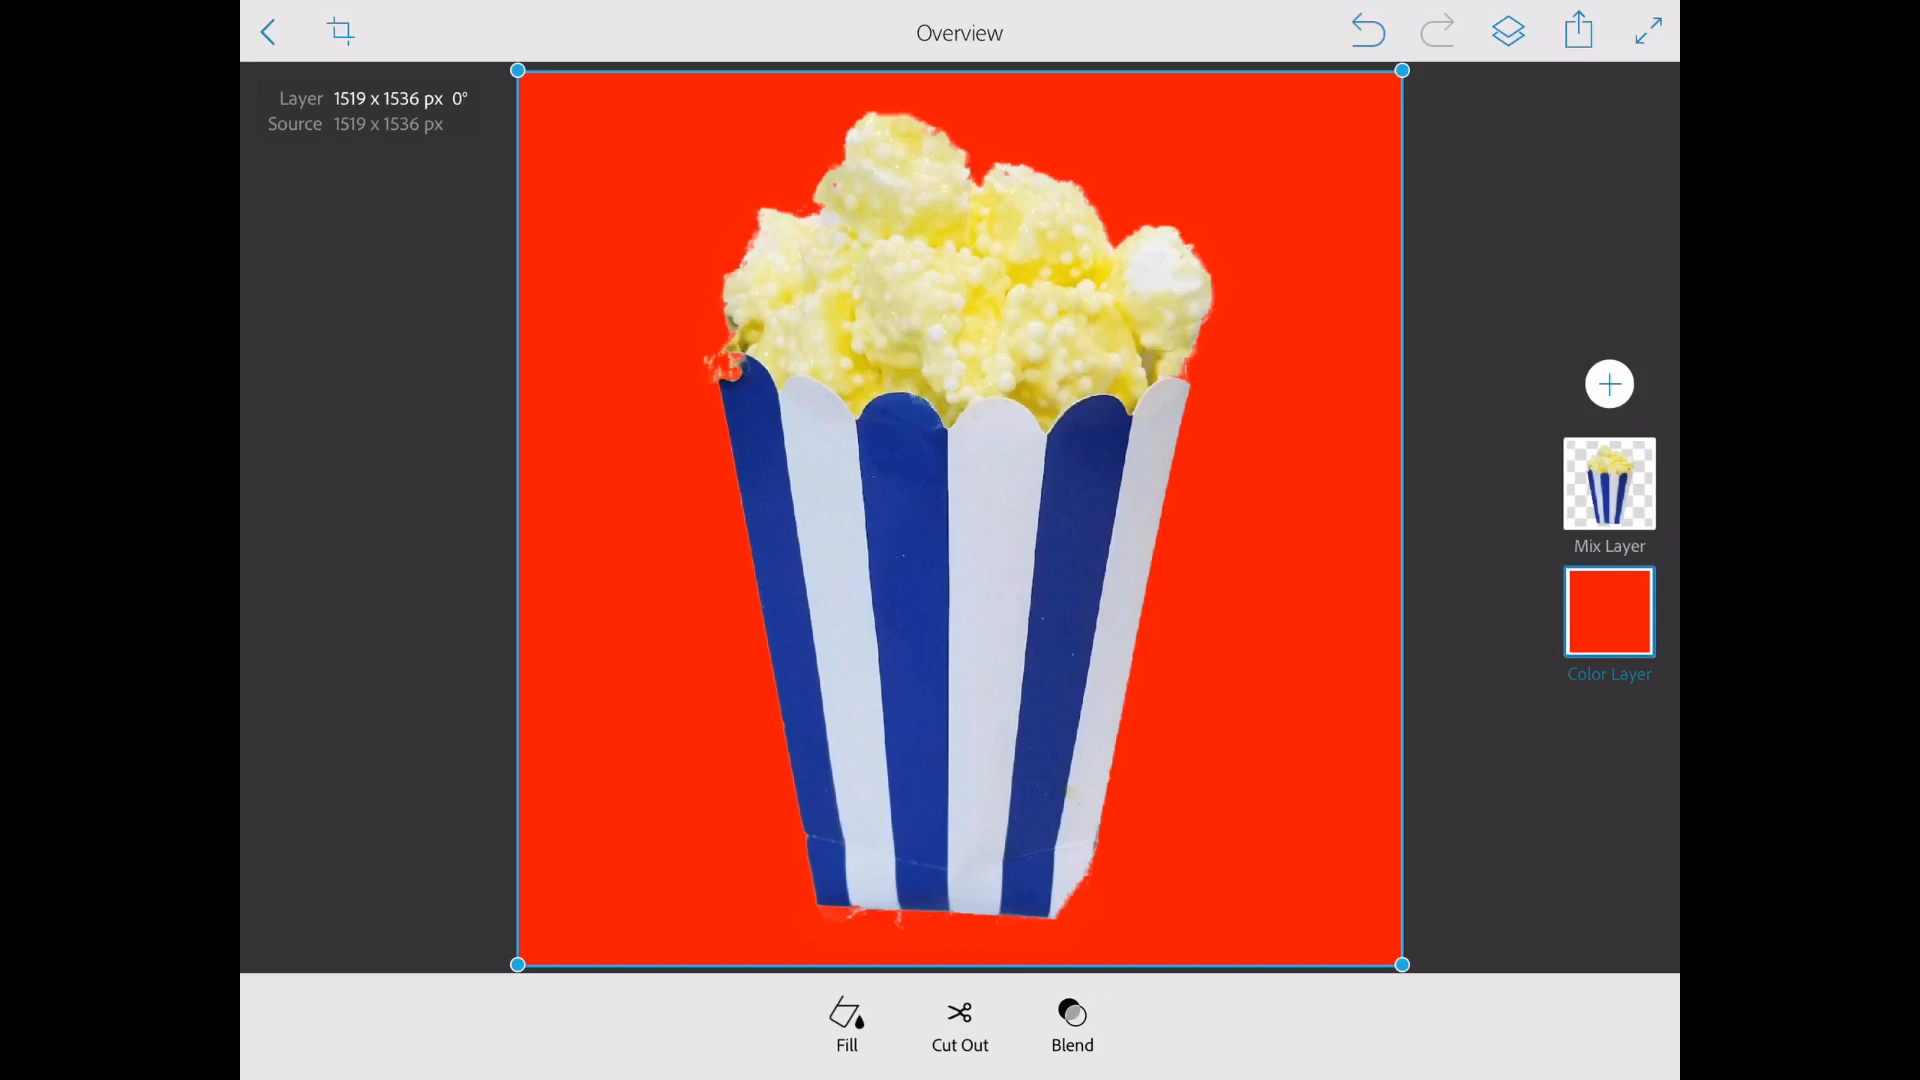 Overview
Layer 1519 x 1536 px 0°
Source 1519 x 1536 px
Mix Layer
Color Layer
Fill
Cut Out
Blend